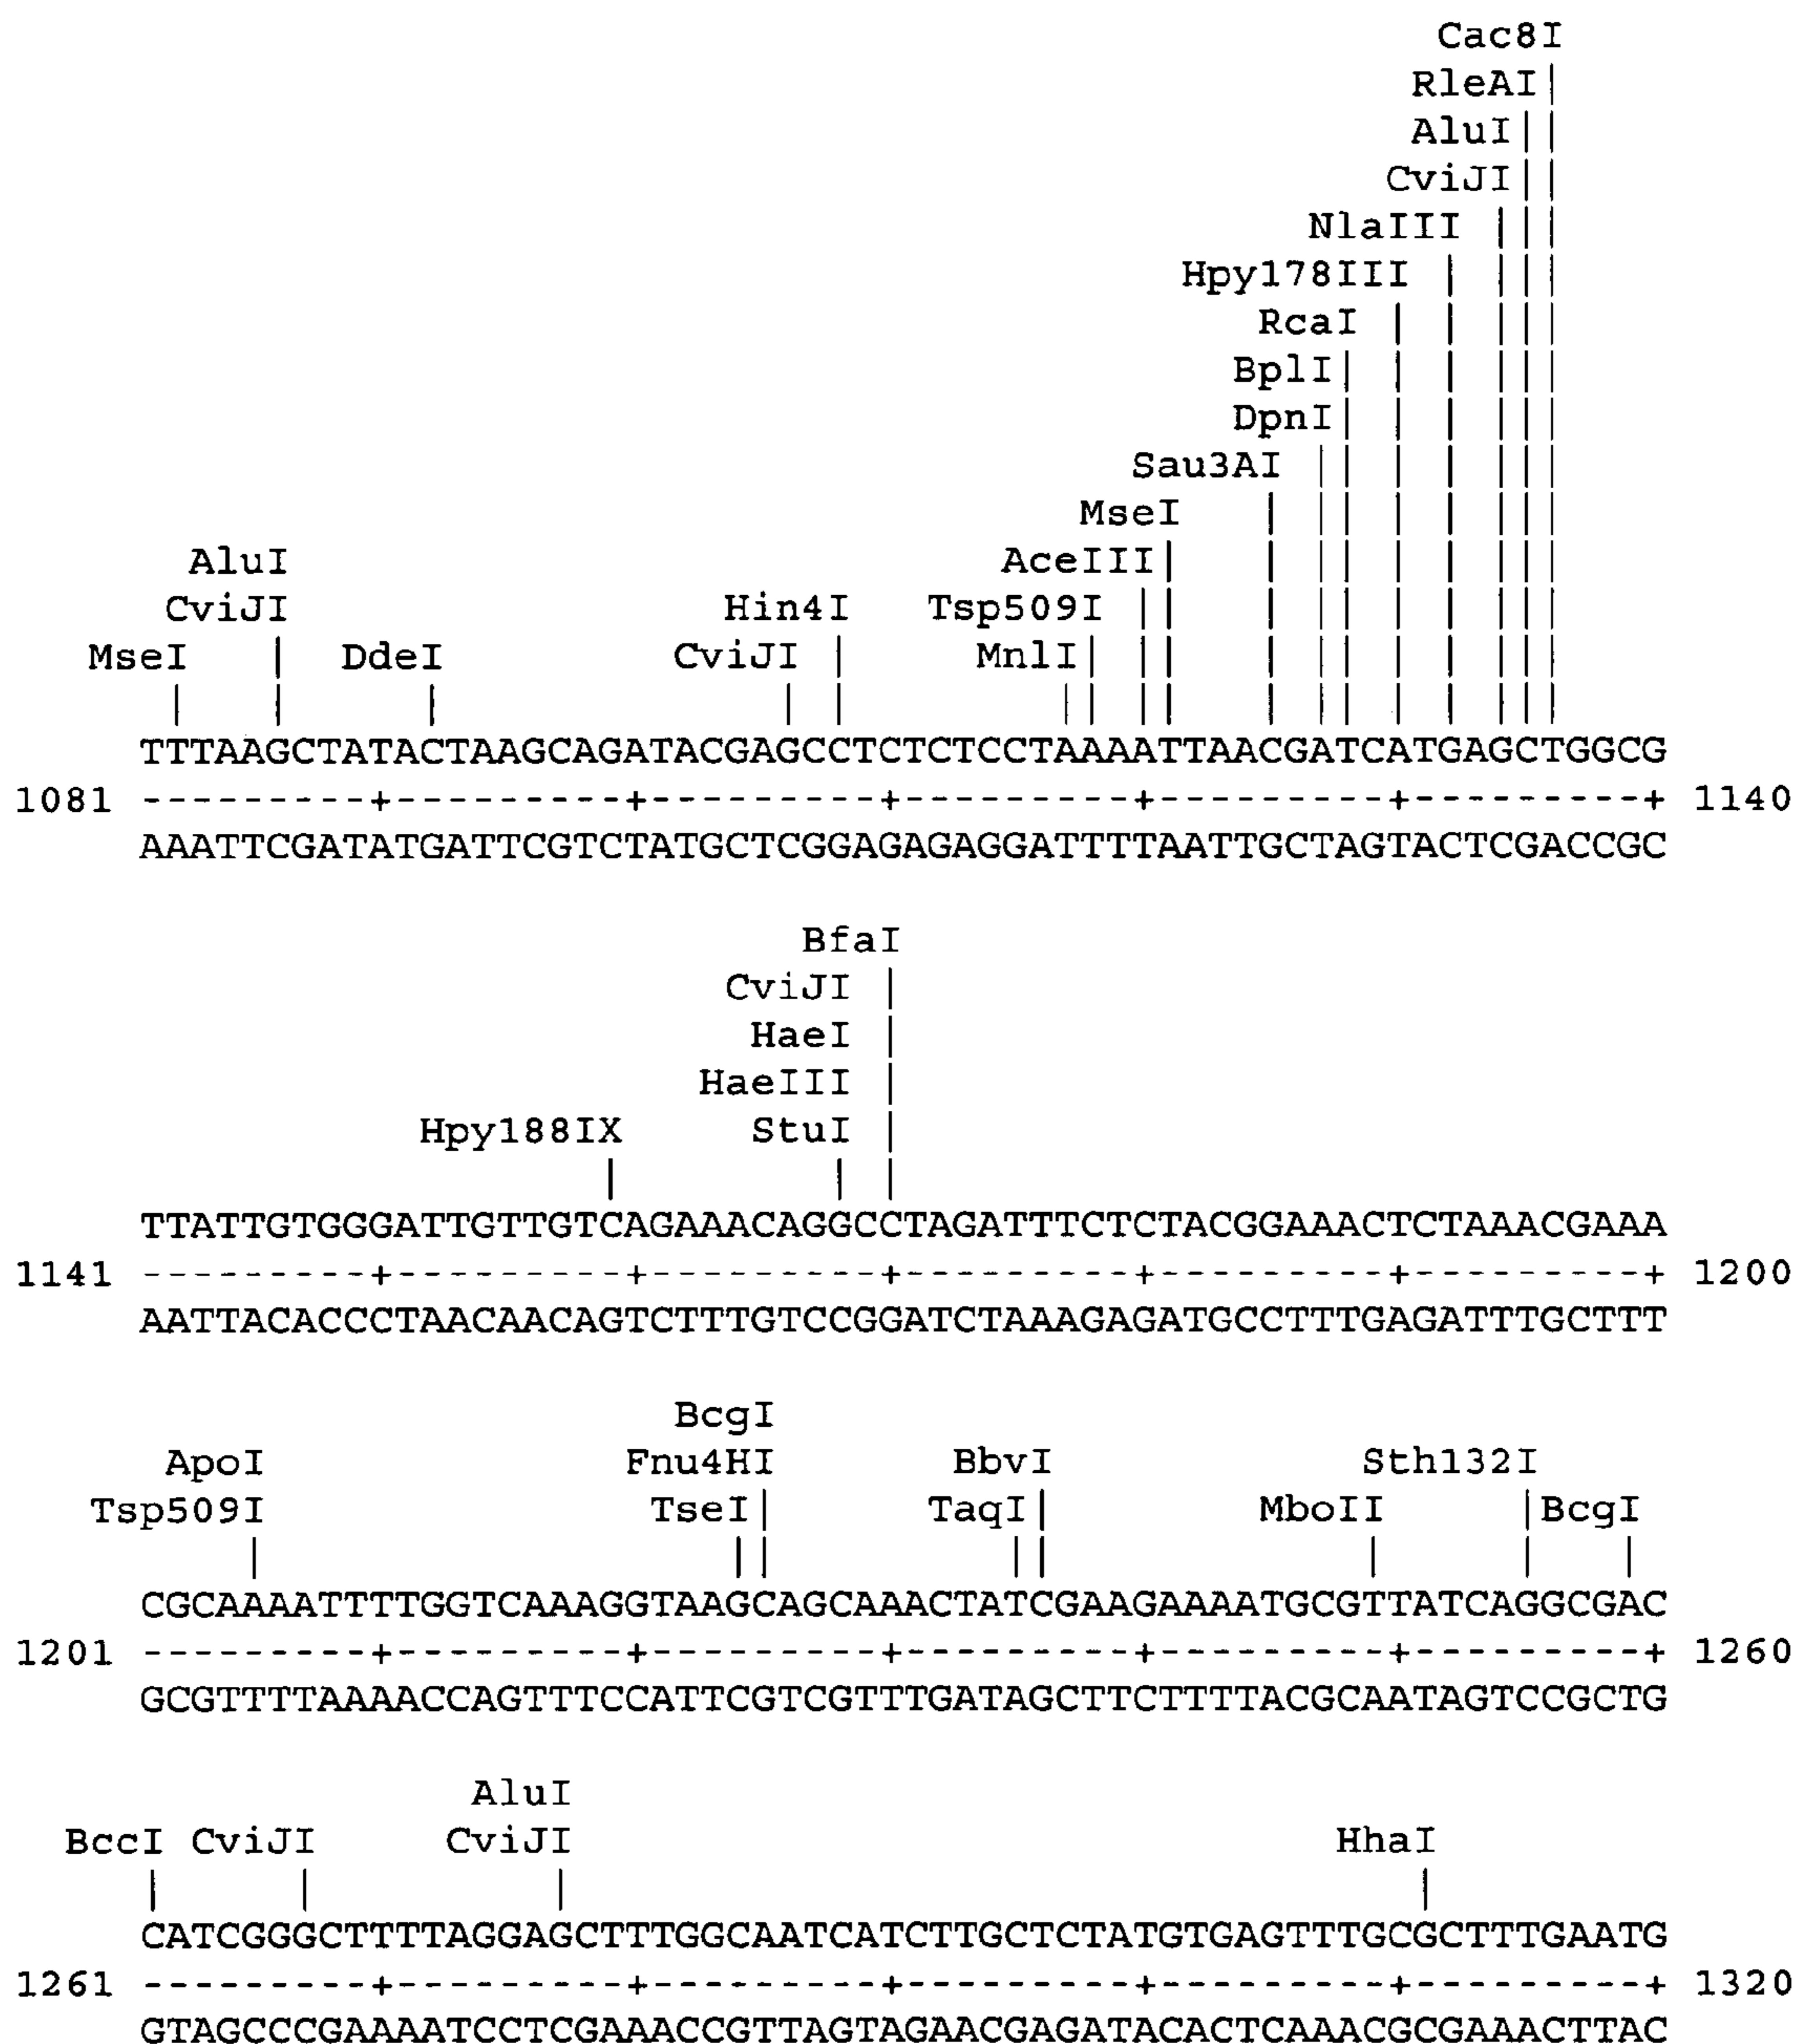 Cac8I
RleAI
AluI
CviJI
NlaIII
Hpy178III
RcaI
BplI
DpnI
Sau3AI
MseI
AluI AceIII
CviJI Hin4I Tsp509I
MseI DdeI CviJI MnlI
TTTAAGCTATACTAAGCAGATACGAGCCTCTCTCCTAAAATTAACGATCATGAGCTGGCG
1081 ---------+---------+---------+---------+---------+---------+ 1140
AAATTCGATATGATTCGTCTATGCTCGGAGAGAGGATTTTAATTGCTAGTACTCGACCGC
BfaI
CviJI
HaeI
HaeIII
Hpy188IX StuI
TTATTGTGGGATTGTTGTCAGAAACAGGCCTAGATTTCTCTACGGAAACTCTAAACGAAA
1141 ---------+---------+---------+---------+---------+---------+ 1200
AATTACACCCTAACAACAGTCTTTGTCCGGATCTAAAGAGATGCCTTTGAGATTTGCTTT
BcgI
ApoI Fnu4HI BbvI Sth132I
Tsp509I TseI TaqI MboII BcgI
CGCAAAATTTTGGTCAAAGGTAAGCAGCAAACTATCGAAGAAAATGCGTTATCAGGCGAC
1201 ---------+---------+---------+---------+---------+---------+ 1260
GCGTTTTAAAACCAGTTTCCATTCGTCGTTTGATAGCTTCTTTTACGCAATAGTCCGCTG
AluI
BccI CviJI CviJI HhaI
CATCGGGCTTTTTAGGAGCTTTGGCAATCATCTTGCTCTATGTGAGTTTGCGCTTTGAATG
1261 ---------+---------+---------+---------+---------+---------+ 1320
GTAGCCCGAAAAATCCTCGAAACCGTTAGTAGAACGAGATACACTCAAACGCGAAACTTAC